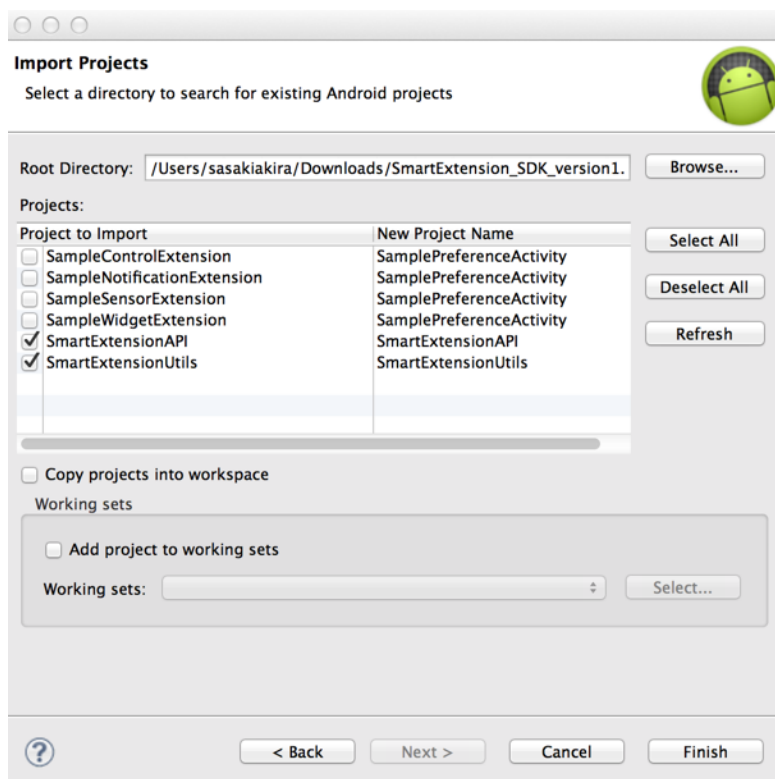 Import Projects
Select a directory to search for existing Android projects
Root Directory: /Users/sasakiakira/Downloads/SmartExtension_SDK_version1. Browse...
Projects:
Project to Import New Project Name
Select All
SampleControlExtension SamplePreferenceActivity
SampleNotificationExtension SamplePreferenceActivity
Deselect All
SampleSensorExtension SamplePreferenceActivity
SampleWidgetExtension SamplePreferenceActivity
Refresh
SmartExtensionAPI SmartExtensionAPI
SmartExtensionUtils SmartExtensionUtils
Copy projects into workspace
Working sets
Add project to working sets
Working sets: Select...
? < Back Next > Cancel Finish